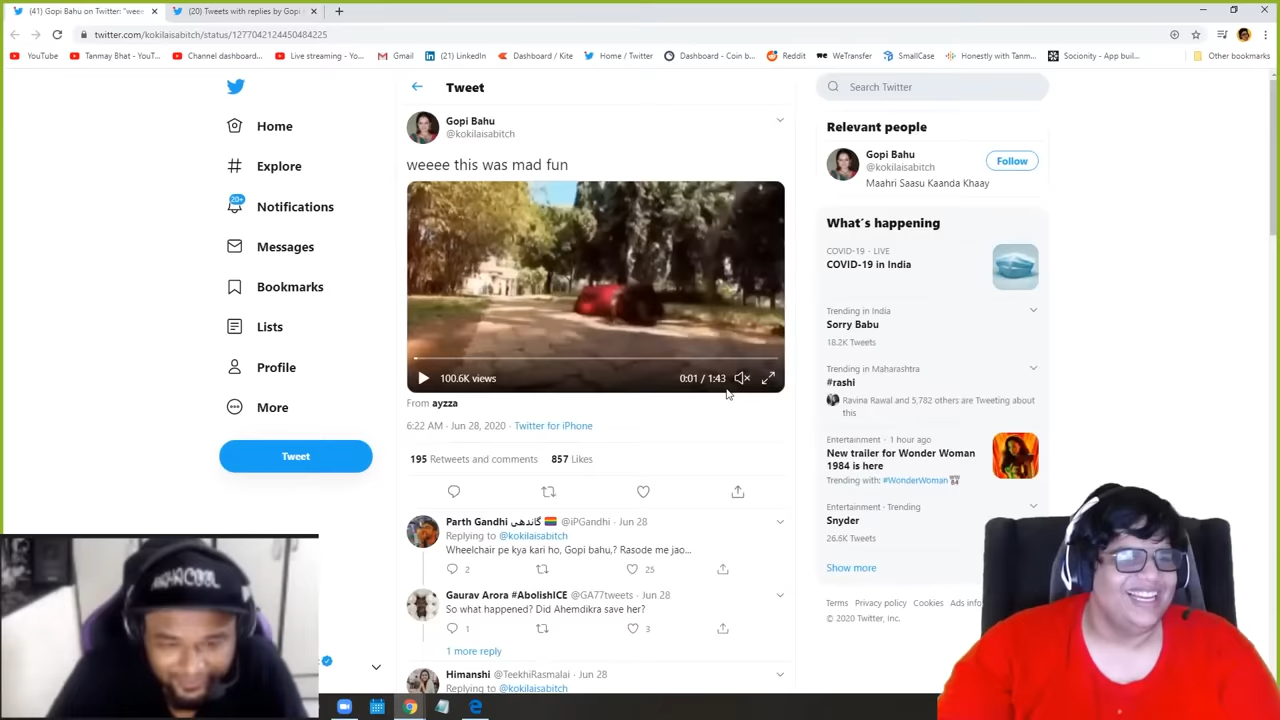 (41) Gopi Bahu on Twitter: "weee
(20) Tweets with replies by Gopi
twitter.com/kokilaisabitch/status/1277042124450484225
YouTube
Tanmay Bhat - YouT...
Channel dashboard...
Live streaming - Yo...
Gmail
(21) LinkedIn
Dashboard / Kite
Home / Twitter
Dashboard - Coin b...
Reddit
WeTransfer
SmallCase
Honestly with Tanm...
Socionity - App buil...
Other bookmarks
Home
Explore
20+
Notifications
Messages
Bookmarks
Lists
Profile
More
Tweet
Tweet
Gopi Bahu
@kokilaisabitch
weeee this was mad fun
100.6K views
0:01 / 1:43
From ayzza
6:22 AM · Jun 28, 2020 · Twitter for iPhone
195 Retweets and comments 857 Likes
Parth Gandhi گاندھی @iPGandhi · Jun 28
Replying to @kokilaisabitch
Wheelchair pe kya kari ho, Gopi bahu,? Rasode me jao...
2
25
Gaurav Arora #AbolishICE @GA77tweets · Jun 28
So what happened? Did Ahemdikra save her?
1
3
1 more reply
Himanshi @TeekhiRasmalai · Jun 28
Replying to @kokilaisabitch
Search Twitter
Relevant people
Gopi Bahu
@kokilaisabitch
Follow
Maahri Saasu Kaanda Khaay
What's happening
COVID-19 · LIVE
COVID-19 in India
Trending in India
Sorry Babu
18.2K Tweets
Trending in Maharashtra
#rashi
Ravina Rawal and 5,782 others are Tweeting about
this
Entertainment · 1 hour ago
New trailer for Wonder Woman
1984 is here
Trending with: #WonderWoman
Entertainment · Trending
Snyder
26.6K Tweets
Show more
Terms Privacy policy Cookies Ads info
© 2020 Twitter, Inc.